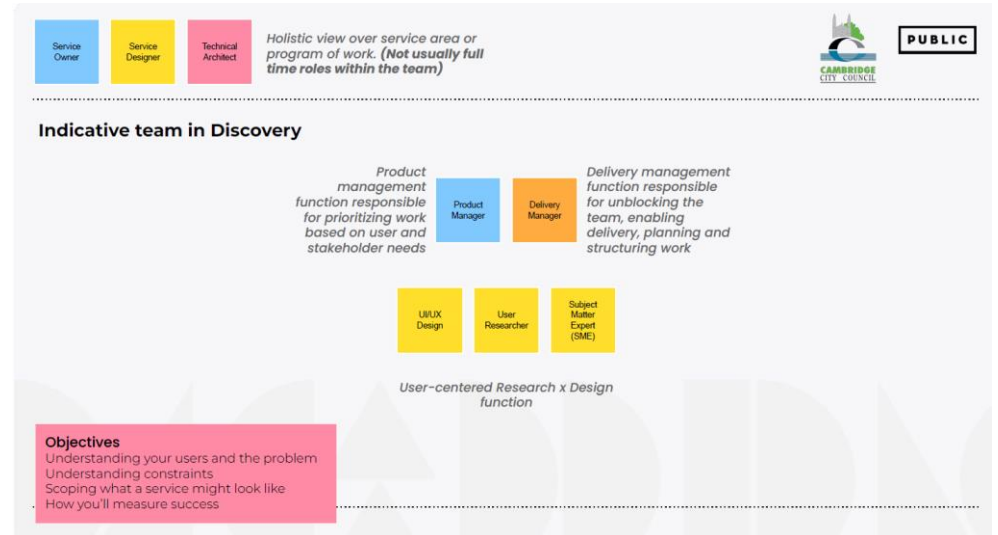 Service
Owner
Service
Designer
Technical
Architect
Holistic view over service area or
program of work. (Not usually full
time roles within the team)
CAMBRIDGE
CITY COUNCIL
PUBLIC
Indicative team in Discovery
Product
management
function responsible
for prioritizing work
based on user and
stakeholder needs
Product
Manager
Delivery
Manager
Delivery management
function responsible
for unblocking the
team, enabling
delivery, planning and
structuring work
UI/UX
Design
User
Researcher
Subject
Matter
Expert
(SME)
User-centered Research x Design
function
Objectives
Understanding your users and the problem
Understanding constraints
Scoping what a service might look like
How you'll measure success